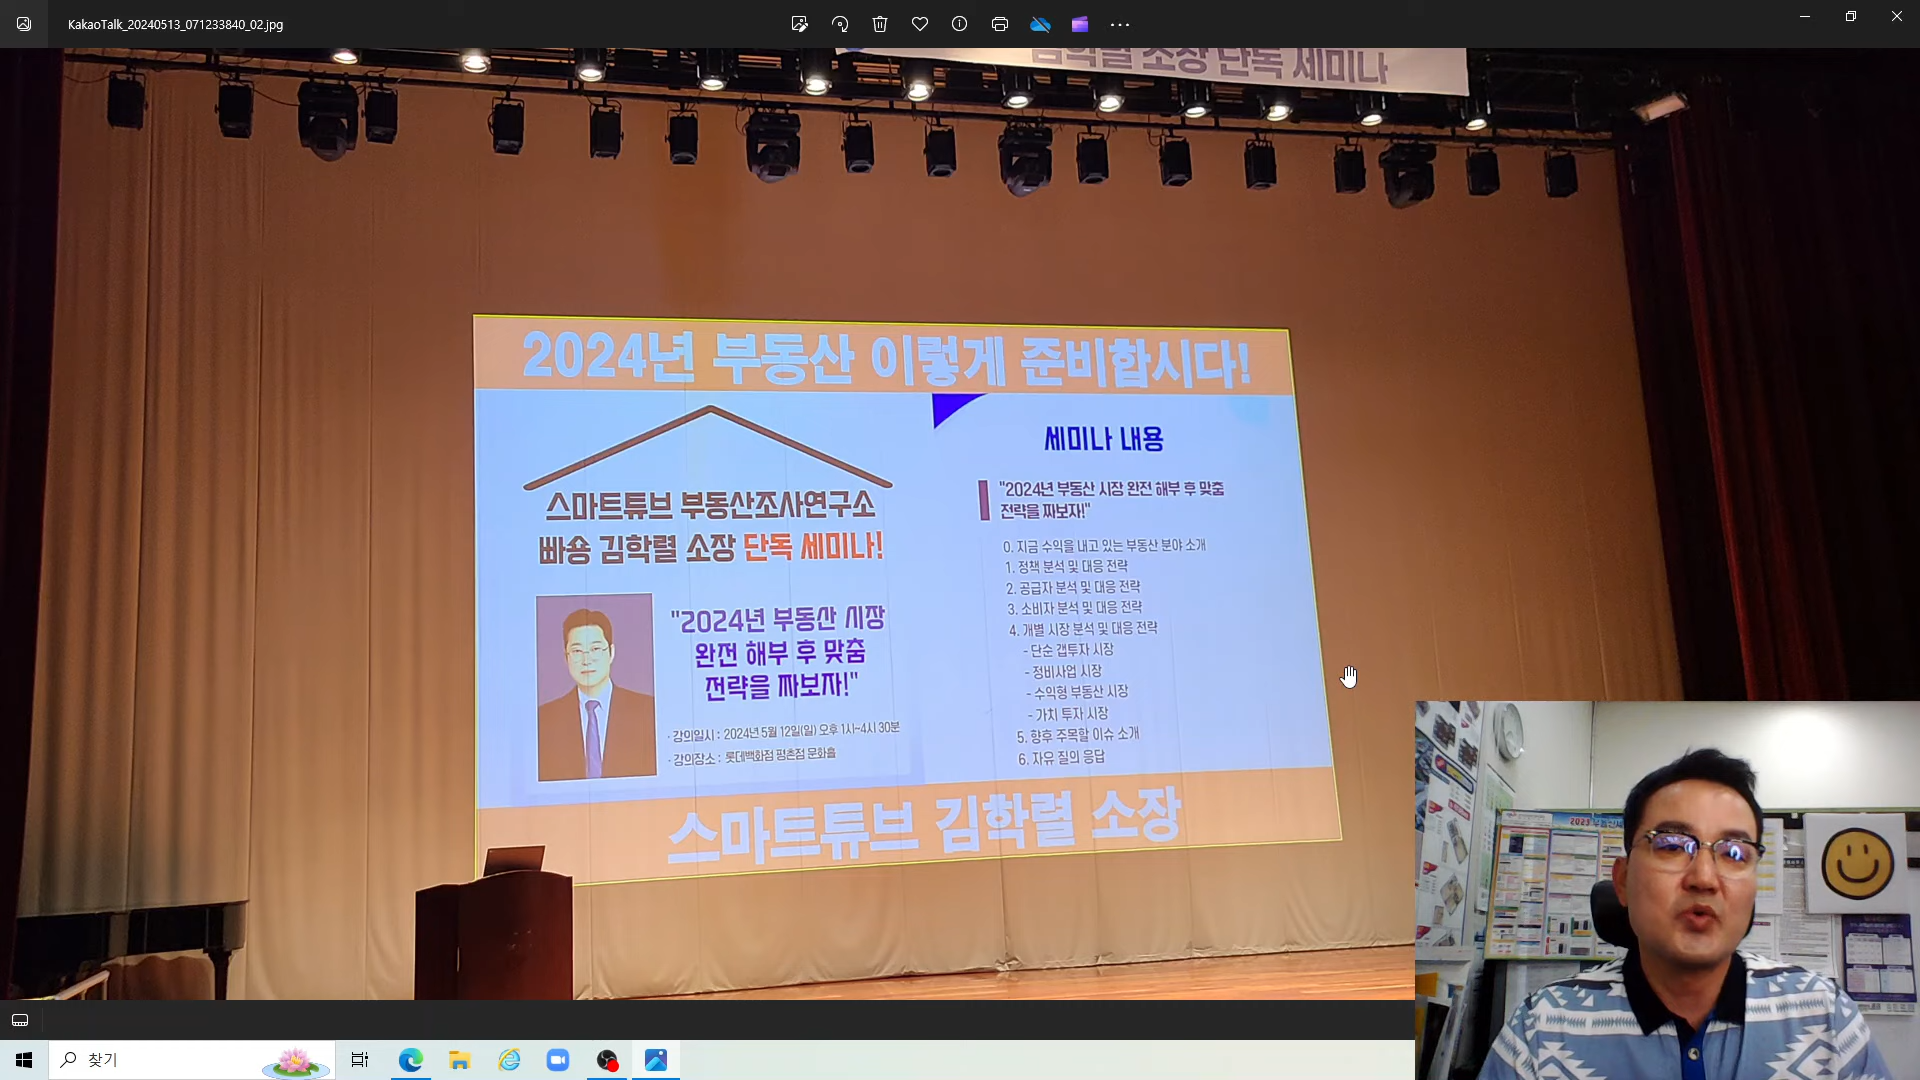 KakaoTalk_20240513_071233840_02.jpg
김학렬 소장 단독 세미나
2024년 부동산 이렇게 준비합시다!
스마트튜브 부동산조사연구소
빠숑 김학렬 소장 단독 세미나!
"2024년 부동산 시장
완전 해부 후 맞춤
전략을 짜보자!"
· 강의일시 : 2024년 5월 12일(일) 오후 1시~4시 30분
· 강의장소 : 롯데백화점 평촌점 문화홀
세미나 내용
"2024년 부동산 시장 완전 해부 후 맞춤
전략을 짜보자!"
0. 지금 수익을 내고 있는 부동산 분야 소개
1. 정책 분석 및 대응 전략
2. 공급자 분석 및 대응 전략
3. 소비자 분석 및 대응 전략
4. 개별 시장 분석 및 대응 전략
- 단순 갭투자 시장
- 정비사업 시장
- 수익형 부동산 시장
- 가치 투자 시장
5. 향후 주목할 이슈 소개
6. 자유 질의 응답
스마트튜브 김학렬 소장
찾기